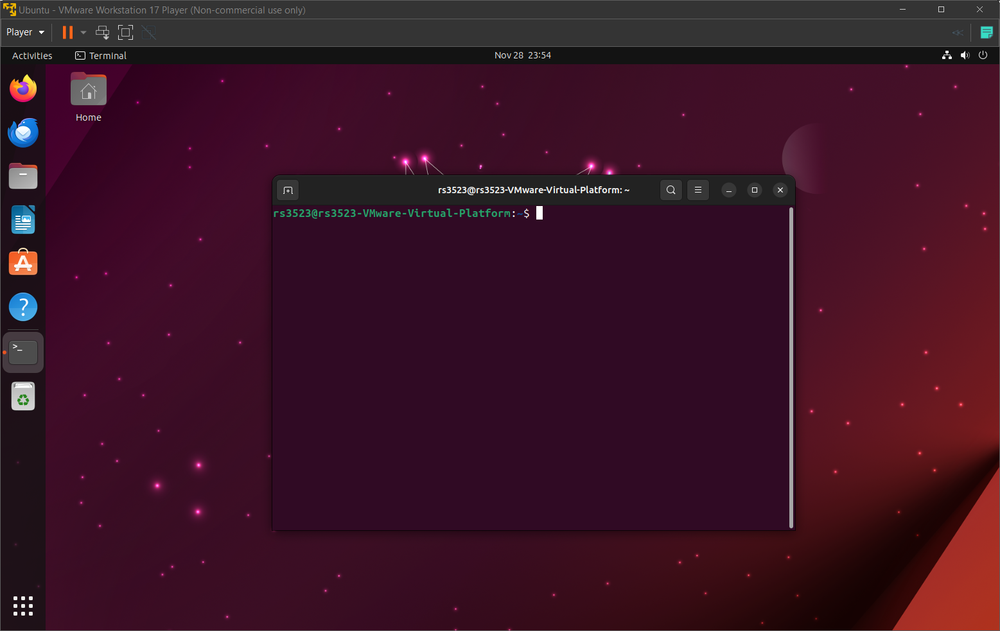 Ubuntu - VMware Workstation 17 Player (Non-commercial use only)
Player
Activities
Terminal
Nov 28 23:54
Home
rs3523@rs3523-VMware-Virtual-Platform: ~
rs3523@rs3523-VMware-Virtual-Platform:~$